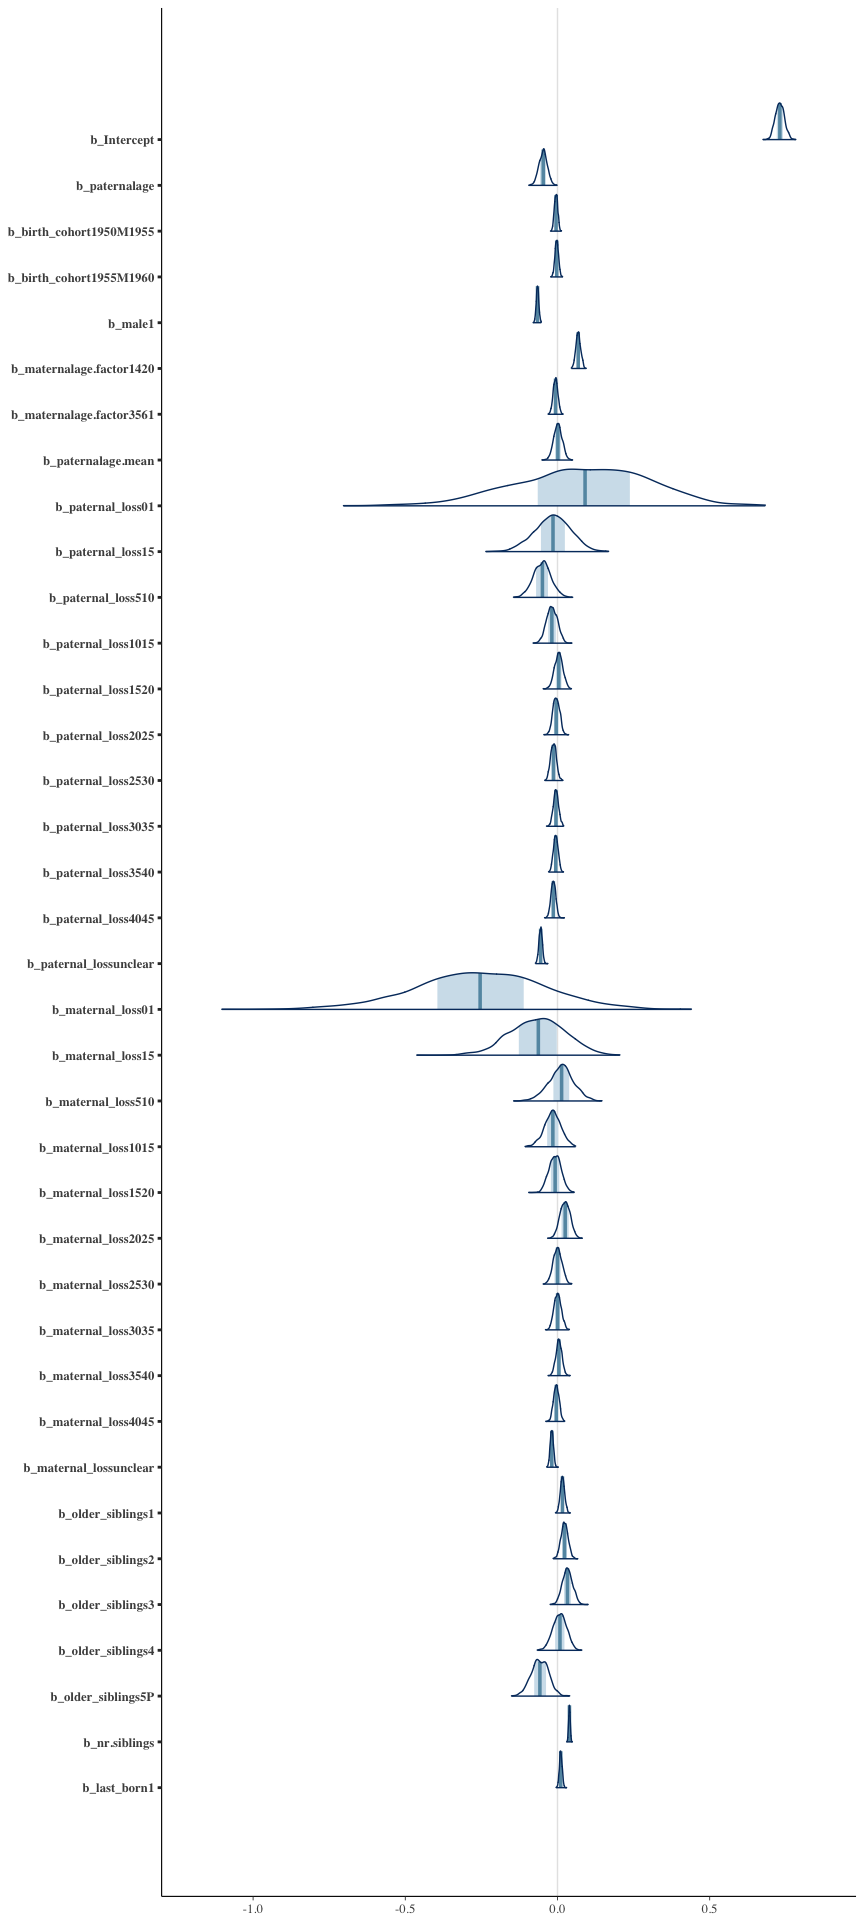 b_Intercept
b_paternalage
b_birth_cohort1950M1955
b_birth_cohort1955M1960
b_male1
b_maternalage.factor1420
b_maternalage.factor3561
b_paternalage.mean
b_paternal_loss01
b_paternal_loss15
b_paternal_loss510
b_paternal_loss1015
b_paternal_loss1520
b_paternal_loss2025
b_paternal_loss2530
b_paternal_loss3035
b_paternal_loss3540
b_paternal_loss4045
b_paternal_lossunclear
b_maternal_loss01
b_maternal_loss15
b_maternal_loss510
b_maternal_loss1015
b_maternal_loss1520
b_maternal_loss2025
b_maternal_loss2530
b_maternal_loss3035
b_maternal_loss3540
b_maternal_loss4045
b_maternal_lossunclear
b_older_siblings1
b_older_siblings2
b_older_siblings3
b_older_siblings4
b_older_siblings5P
b_nr.siblings
b_last_born1
-1.0 -0.5 0.0 0.5